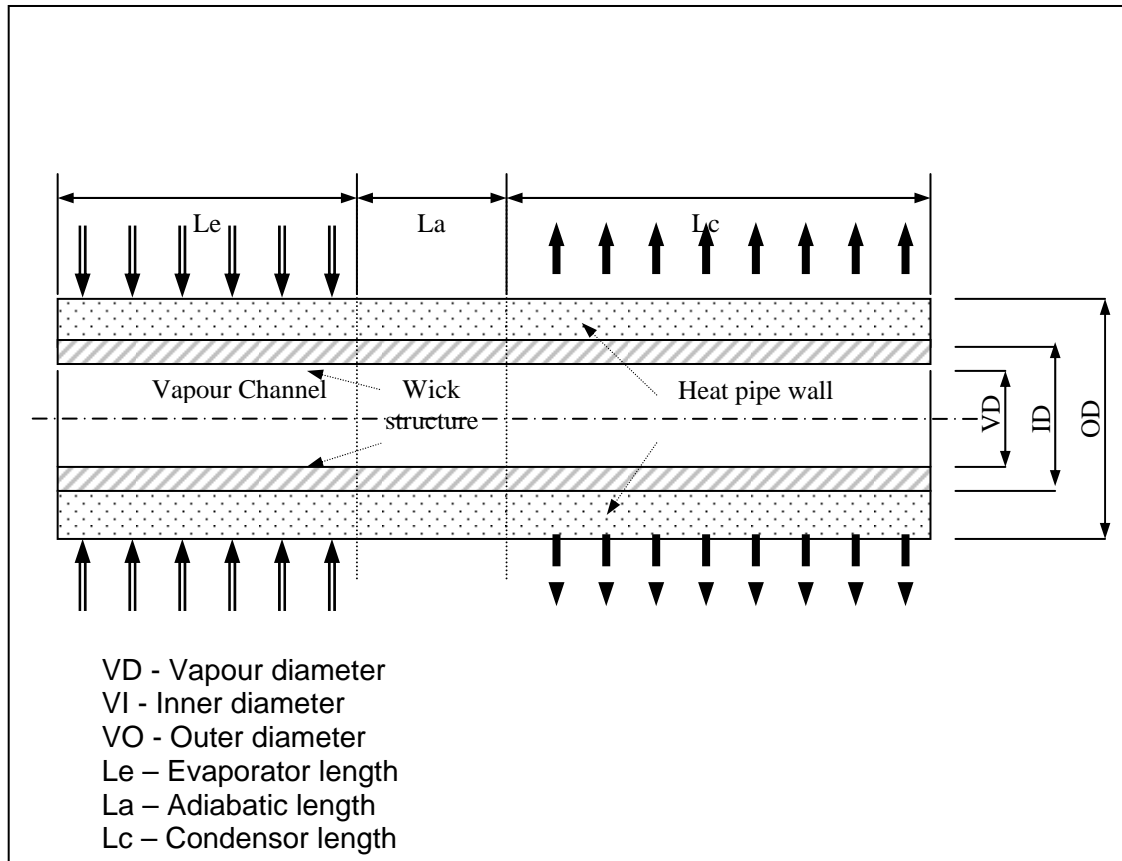 Le
La
Lc
Vapour Channel
Wick
structure
Heat pipe wall
VD
ID
OD
VD - Vapour diameter
VI - Inner diameter
VO - Outer diameter
Le – Evaporator length
La – Adiabatic length
Lc – Condensor length